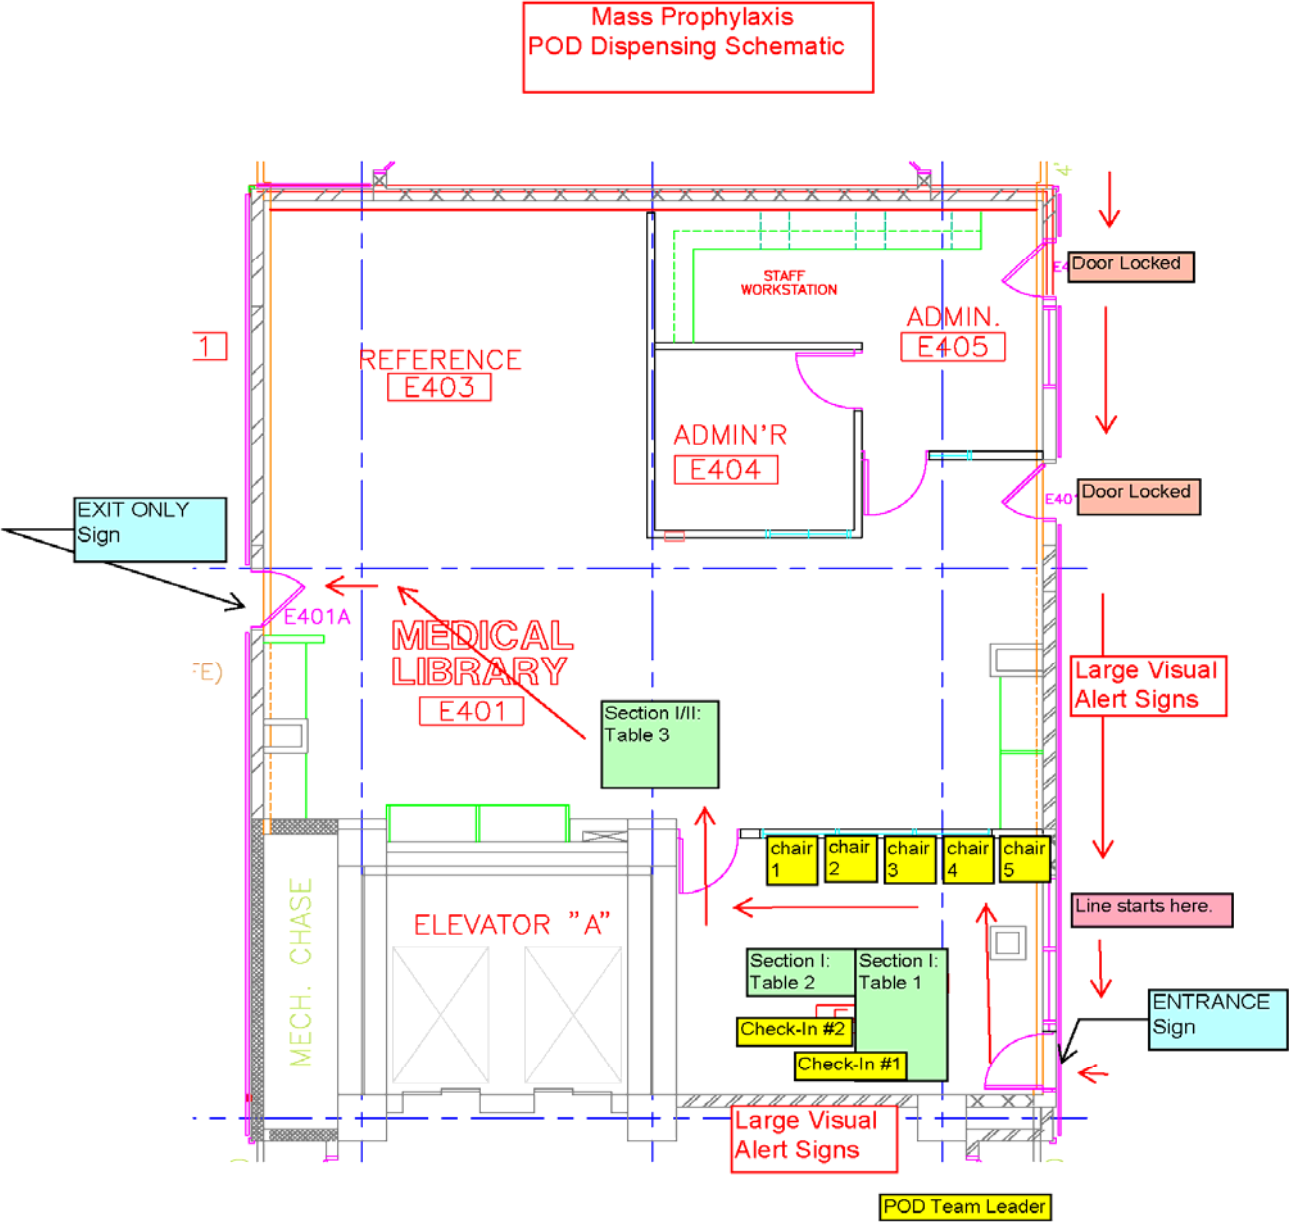 Mass Prophylaxis
POD Dispensing Schematic
4'
Door Locked
STAFF
WORKSTATION
ADMIN.
E405
1
REFERENCE
E403
ADMIN'R
E404
Door Locked
EXIT ONLY
Sign
E401A
MEDICAL
LIBRARY
E401
FE)
Large Visual
Alert Signs
Section I/II:
Table 3
chair
1
chair
2
chair
3
chair
4
chair
5
Line starts here.
ELEVATOR "A"
MECH. CHASE
Section I:
Table 2
Section I:
Table 1
Check-In #2
Check-In #1
ENTRANCE
Sign
Large Visual
Alert Signs
POD Team Leader